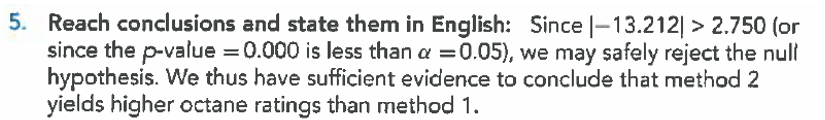 5. Reach conclusions and state them in English: Since |−13.212| > 2.750 (or
since the p-value = 0.000 is less than α = 0.05), we may safely reject the null
hypothesis. We thus have sufficient evidence to conclude that method 2
yields higher octane ratings than method 1.